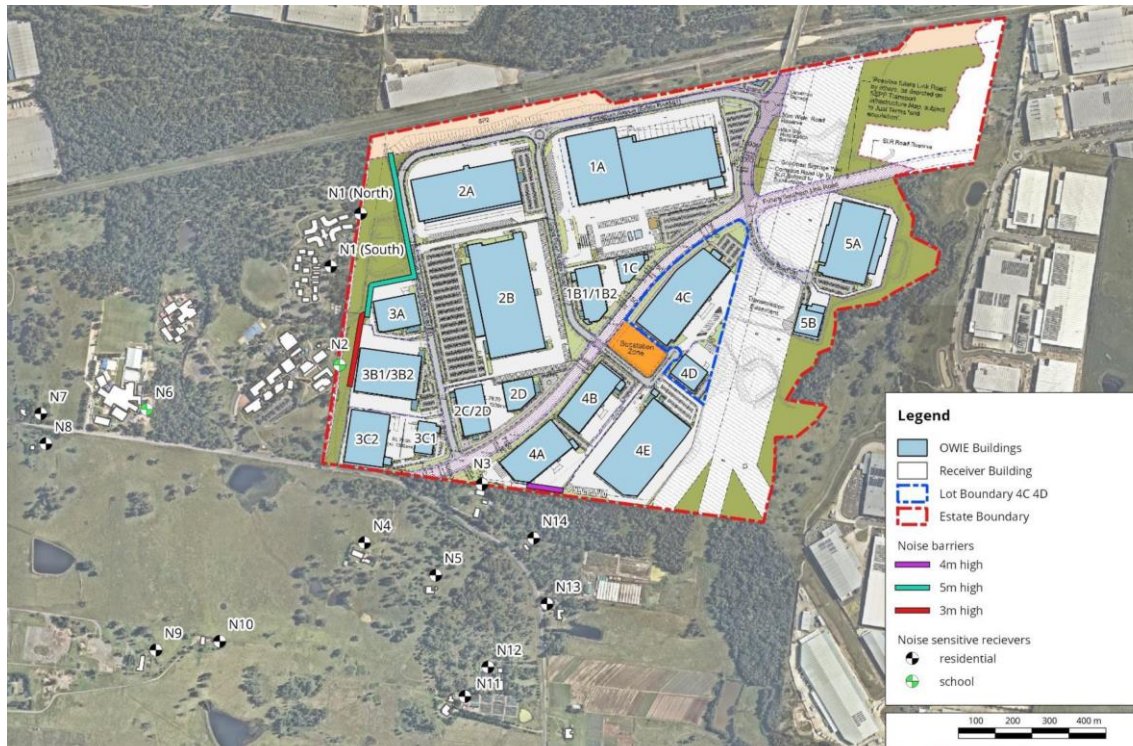 N1 (North)
N1 (South)
N2
N3
N4
N5
N6
N7
N8
N9
N10
N11
N12
N13
N14
1A
2A
2B
1C
1B1/1B2
3A
3B1/3B2
3C2
3C1
2C/2D
2D
4A
4B
4C
4D
4E
5A
5B
Zone
SLR Road Reserve
Legend
OWIE Buildings
Receiver Building
Lot Boundary 4C 4D
Estate Boundary
Noise barriers
4m high
5m high
3m high
Noise sensitive recievers
residential
school
100 200 300 400 m